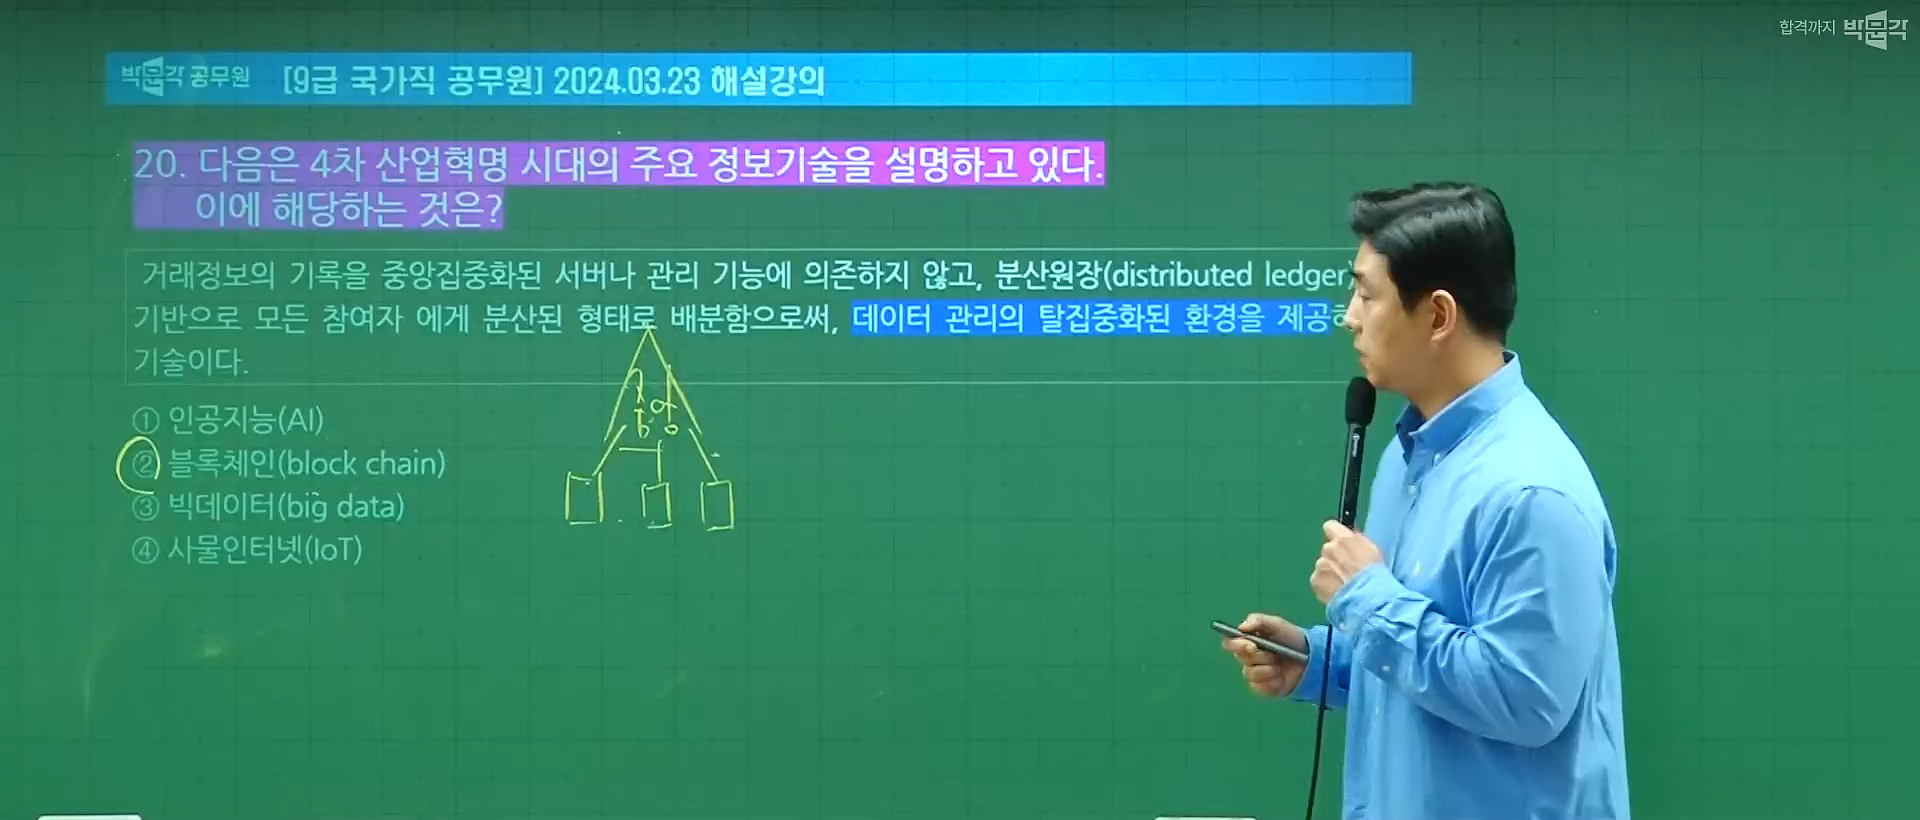 합격까지 박문각
박문각 공무원 [9급 국가직 공무원] 2024.03.23 해설강의
20. 다음은 4차 산업혁명 시대의 주요 정보기술을 설명하고 있다.
이에 해당하는 것은?
거래정보의 기록을 중앙집중화된 서버나 관리 기능에 의존하지 않고, 분산원장(distributed ledger)
기반으로 모든 참여자 에게 분산된 형태로 배분함으로써, 데이터 관리의 탈집중화된 환경을 제공하
기술이다.
중앙
① 인공지능(AI)
② 블록체인(block chain)
③ 빅데이터(big data)
④ 사물인터넷(IoT)